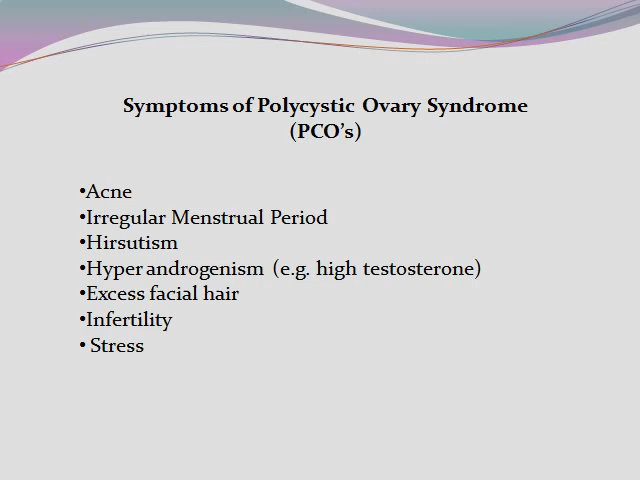 Symptoms of Polycystic Ovary Syndrome
(PCO’s)
•Acne
•Irregular Menstrual Period
•Hirsutism
•Hyper androgenism (e.g. high testosterone)
•Excess facial hair
•Infertility
• Stress